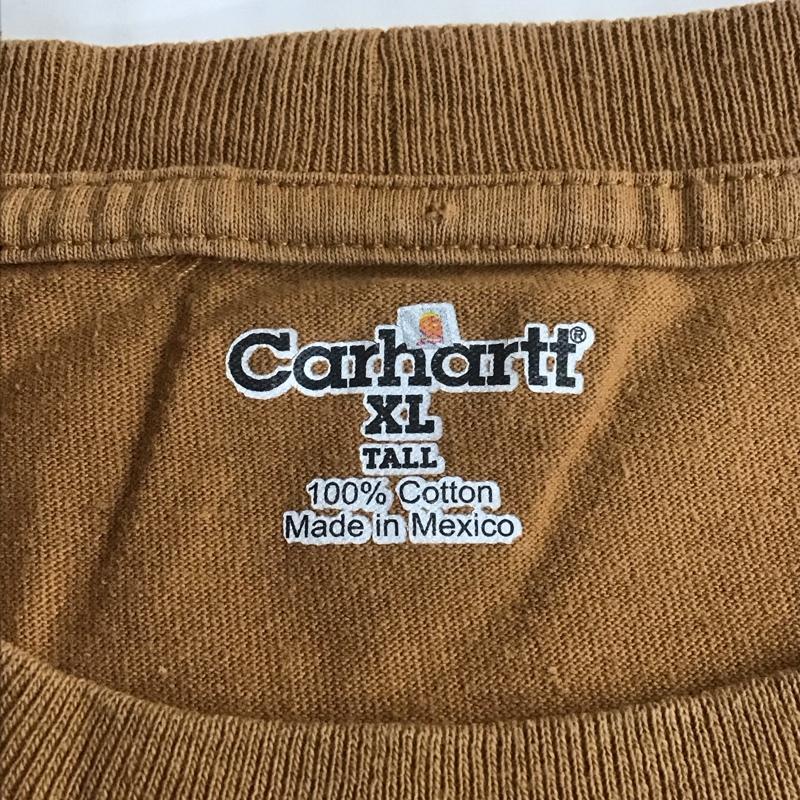 Carhartt®
XL
TALL
100% Cotton
Made in Mexico